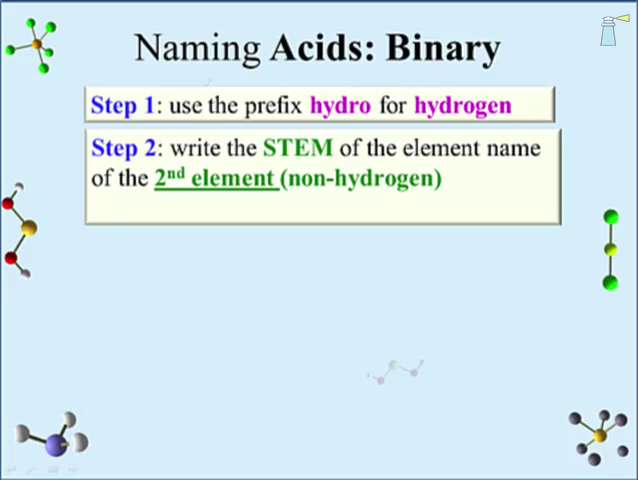 Naming Acids: Binary
Step 1: use the prefix hydro for hydrogen
Step 2: write the STEM of the element name
of the 2nd element (non-hydrogen)